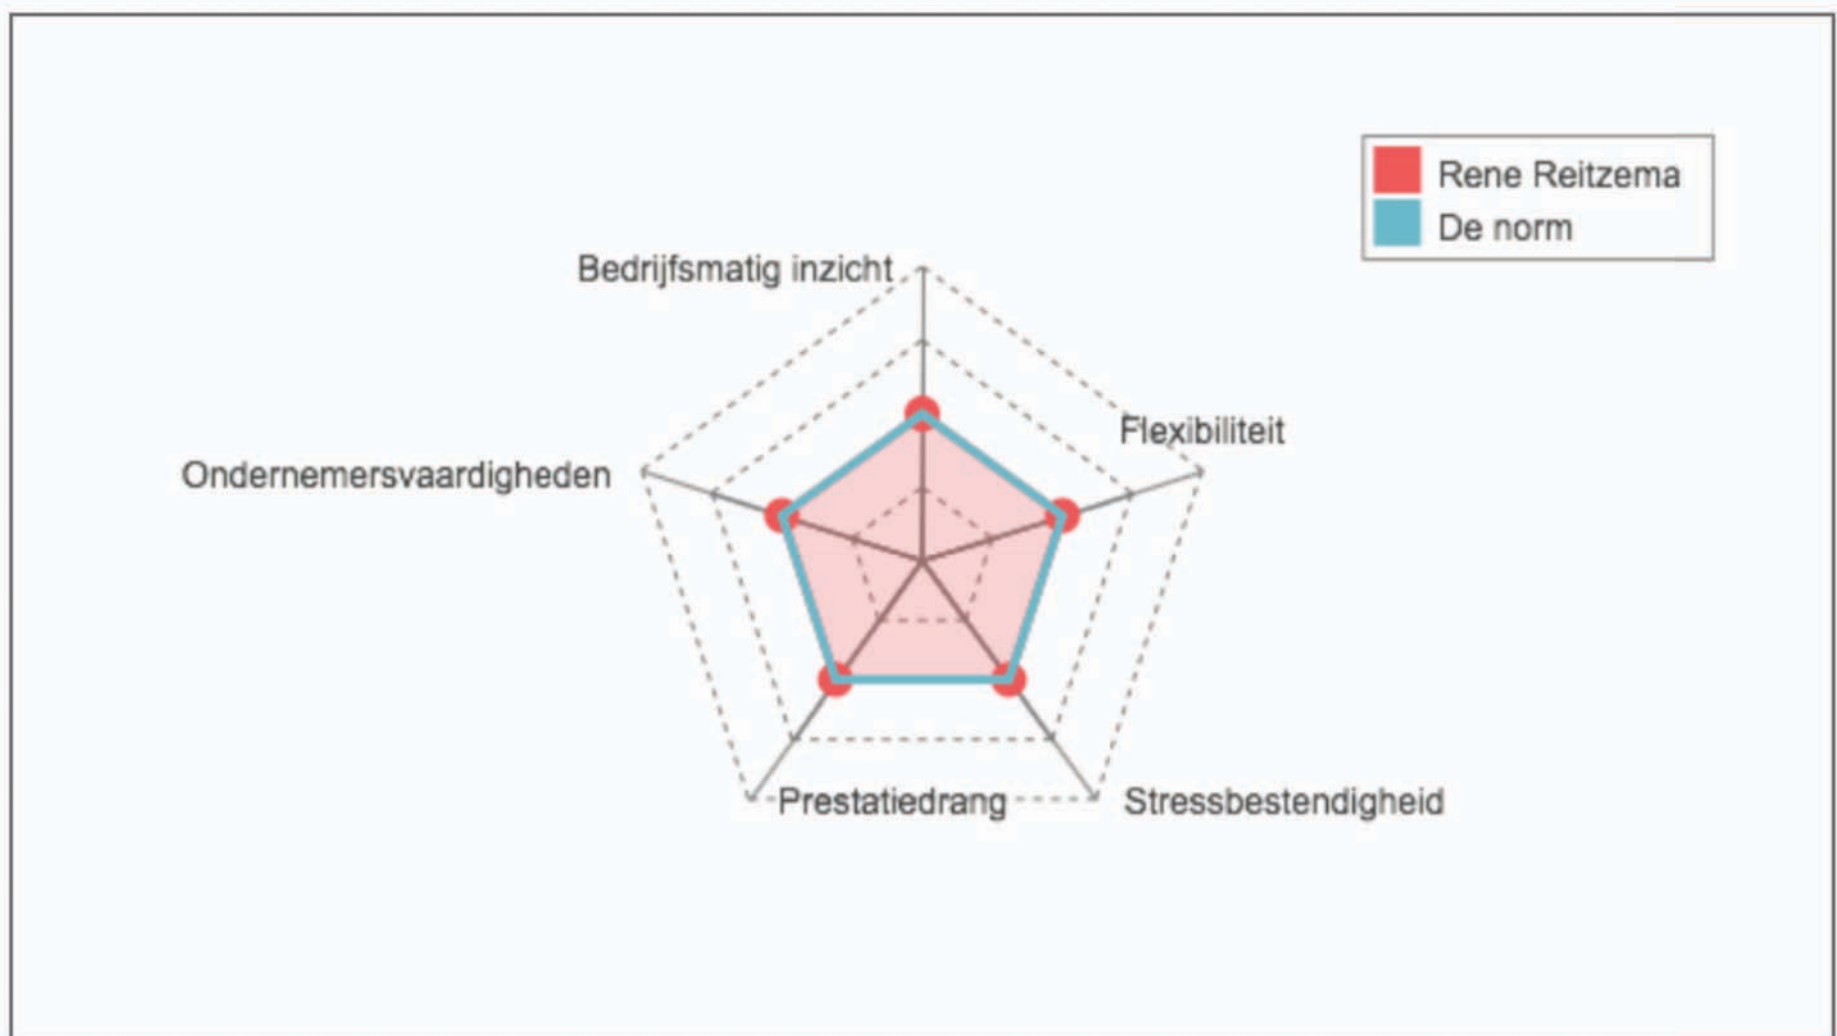 Rene Reitzema
De norm
Bedrijfsmatig inzicht
Flexibiliteit
Ondernemersvaardigheden
Prestatiedrang
Stressbestendigheid